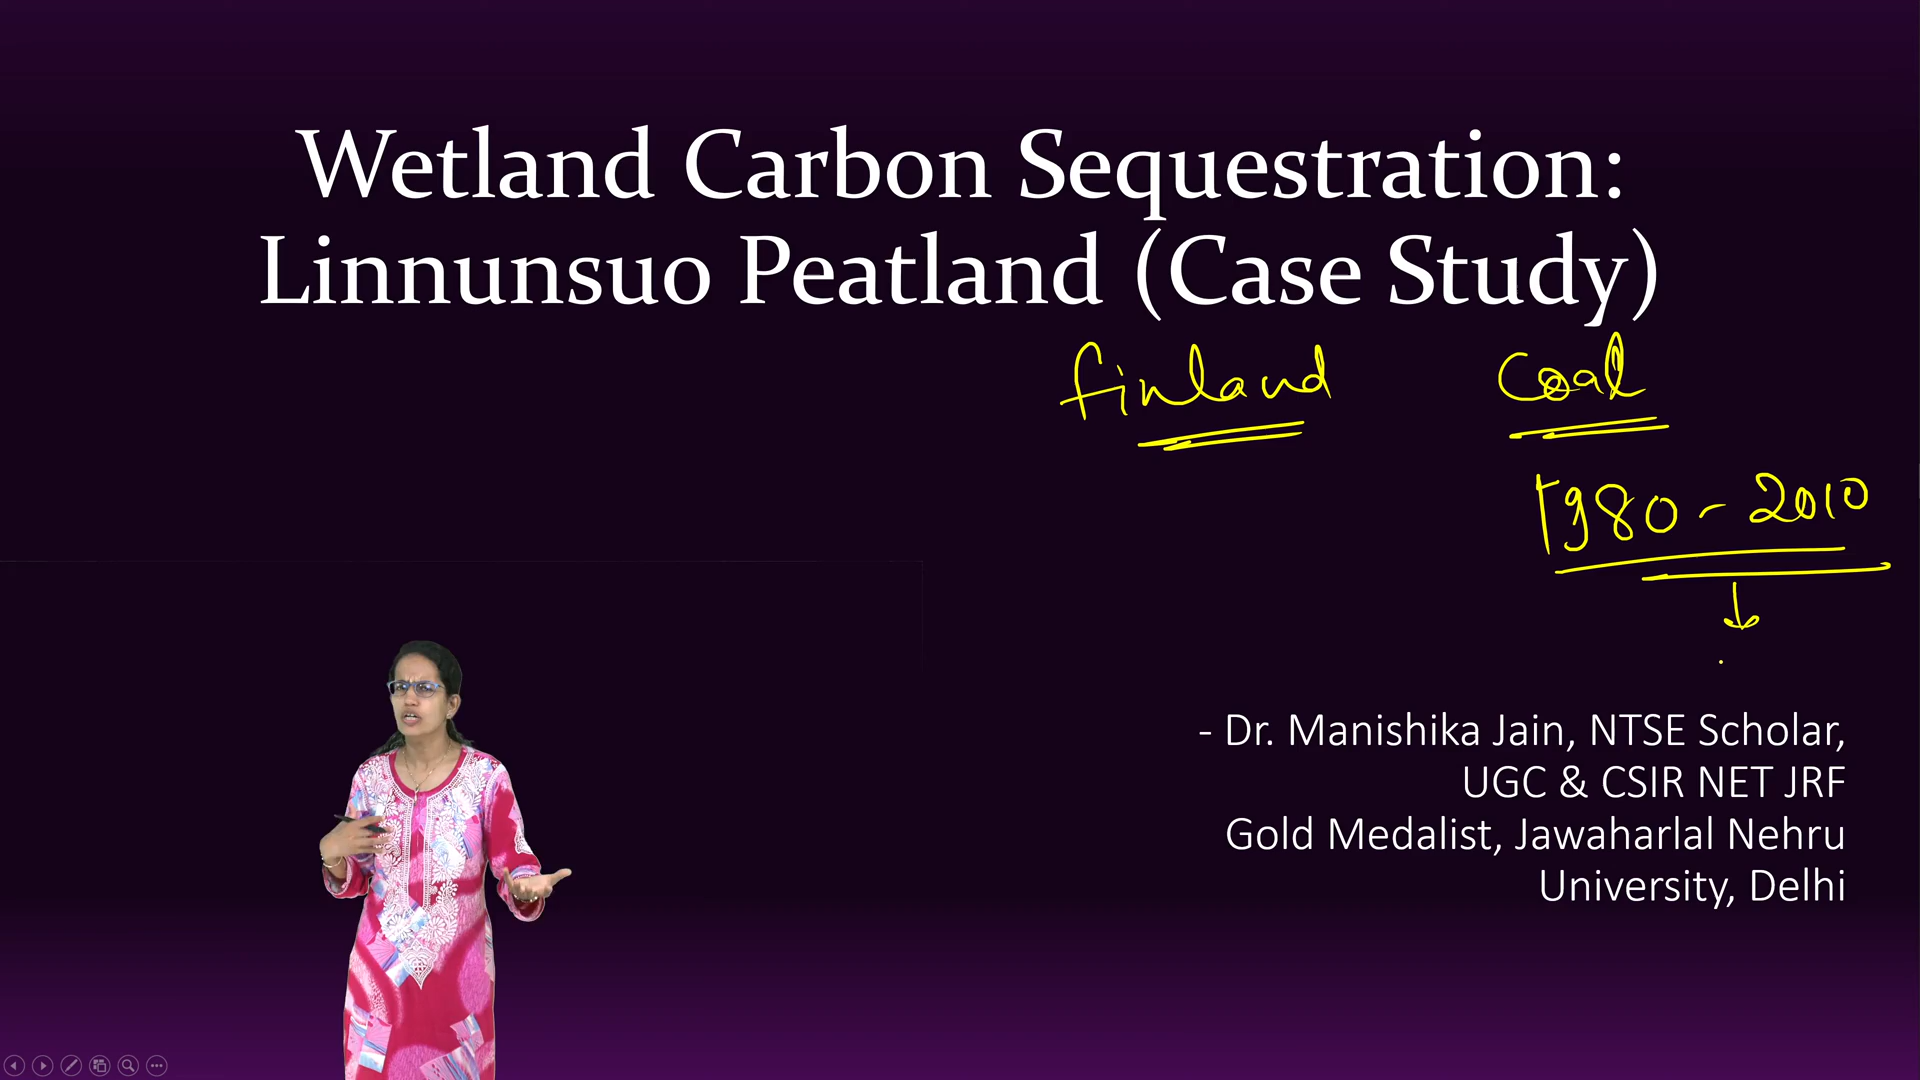 Wetland Carbon Sequestration:
Linnunsuo Peatland (Case Study)
finland
Coal
1980 - 2010
- Dr. Manishika Jain, NTSE Scholar,
UGC & CSIR NET JRF
Gold Medalist, Jawaharlal Nehru
University, Delhi